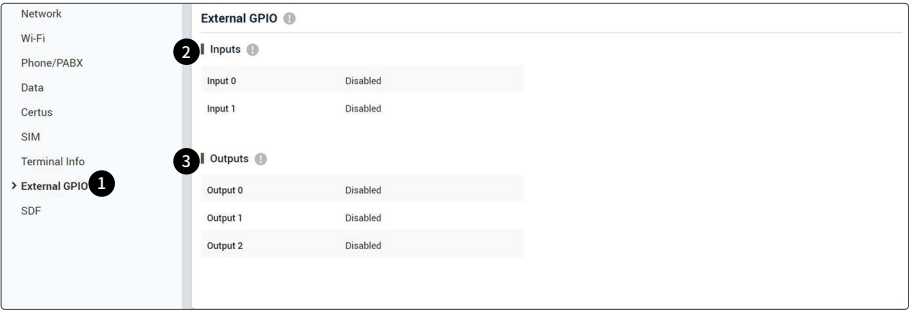 Network
Wi-Fi
Phone/PABX
Data
Certus
SIM
Terminal Info
> External GPIO 1
SDF
External GPIO !
2 Inputs !
Input 0 Disabled
Input 1 Disabled
3 Outputs !
Output 0 Disabled
Output 1 Disabled
Output 2 Disabled